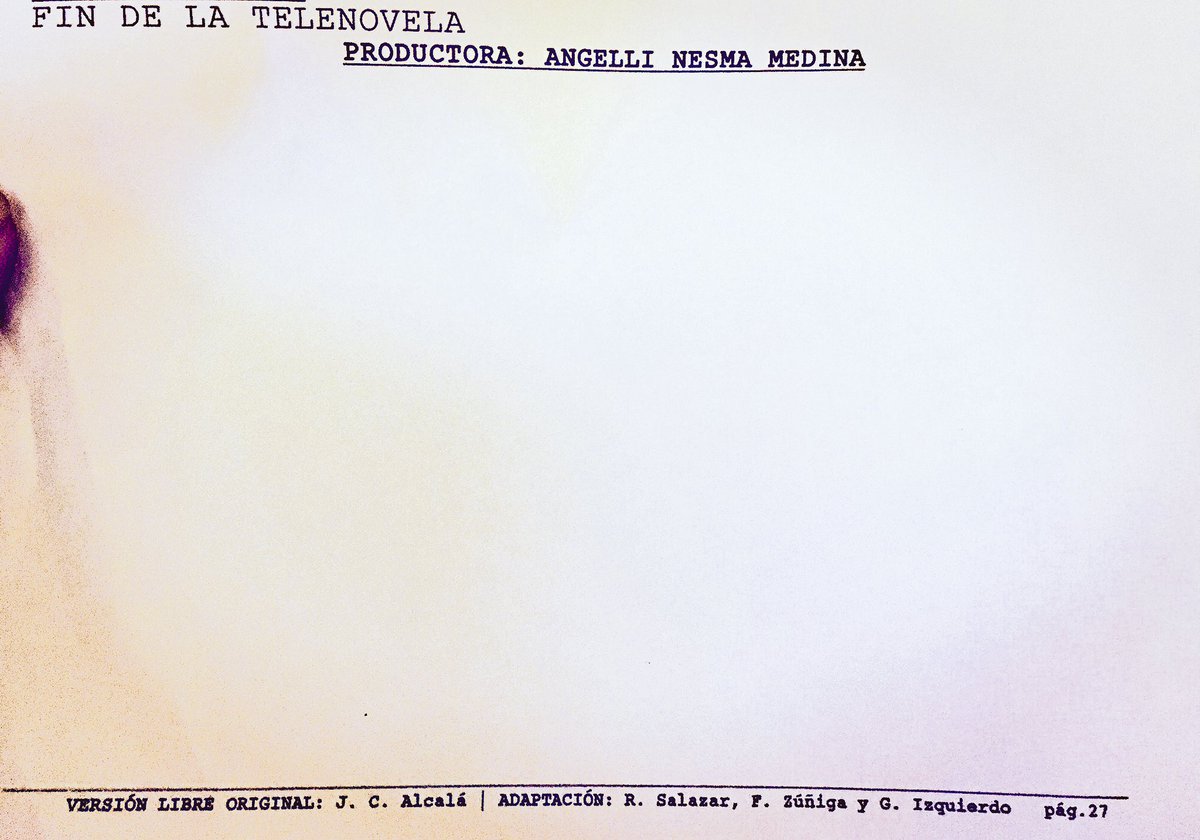 FIN DE LA TELENOVELA
PRODUCTORA: ANGELLI NESMA MEDINA
VERSIÓN LIBRE ORIGINAL: J. C. Alcalá | ADAPTACIÓN: R. Salazar, F. Zúñiga y G. Izquierdo pág.27